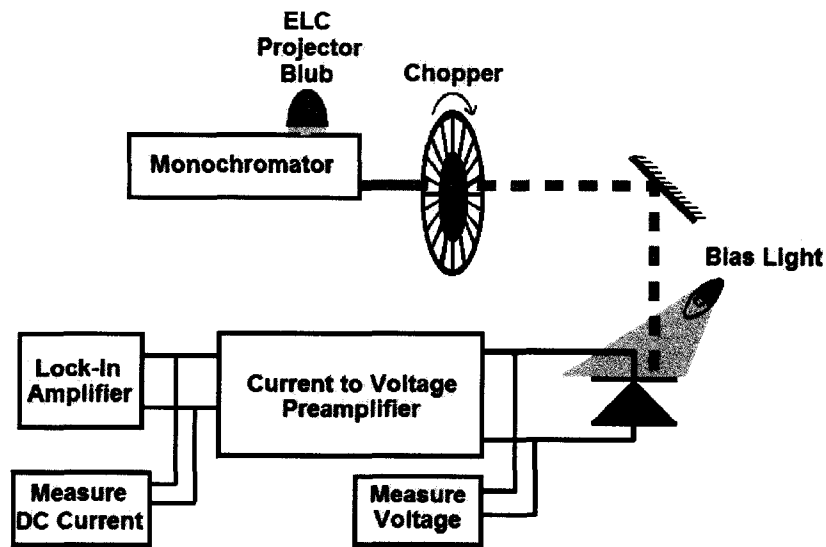 ELC
Projector
Blub
Chopper
Monochromator
Bias Light
Lock-In
Amplifier
Current to Voltage
Preamplifier
Measure
DC Current
Measure
Voltage